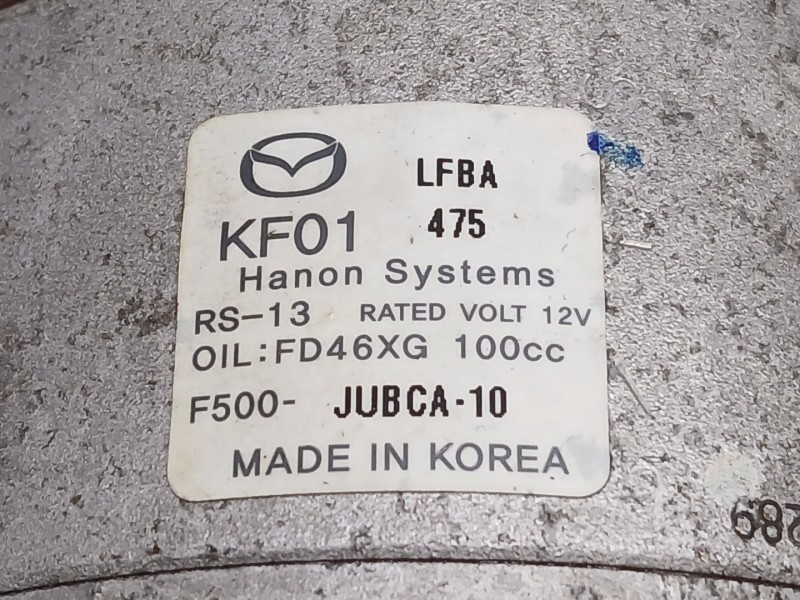 LFBA
KF01 475
Hanon Systems
RS-13 RATED VOLT 12V
OIL:FD46XG 100cc
F500- JUBCA-10
MADE IN KOREA